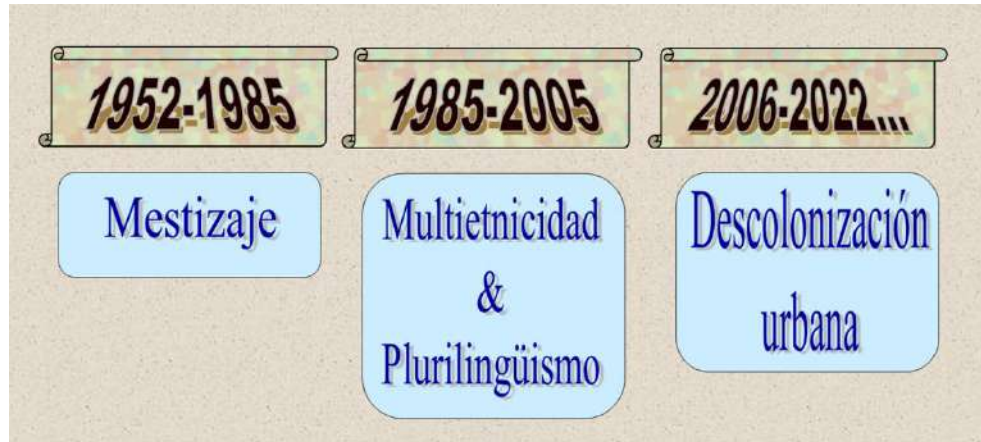 1952-1985
Mestizaje
1985-2005
Multietnicidad
&
Plurilingüismo
2006-2022...
Descolonización
urbana